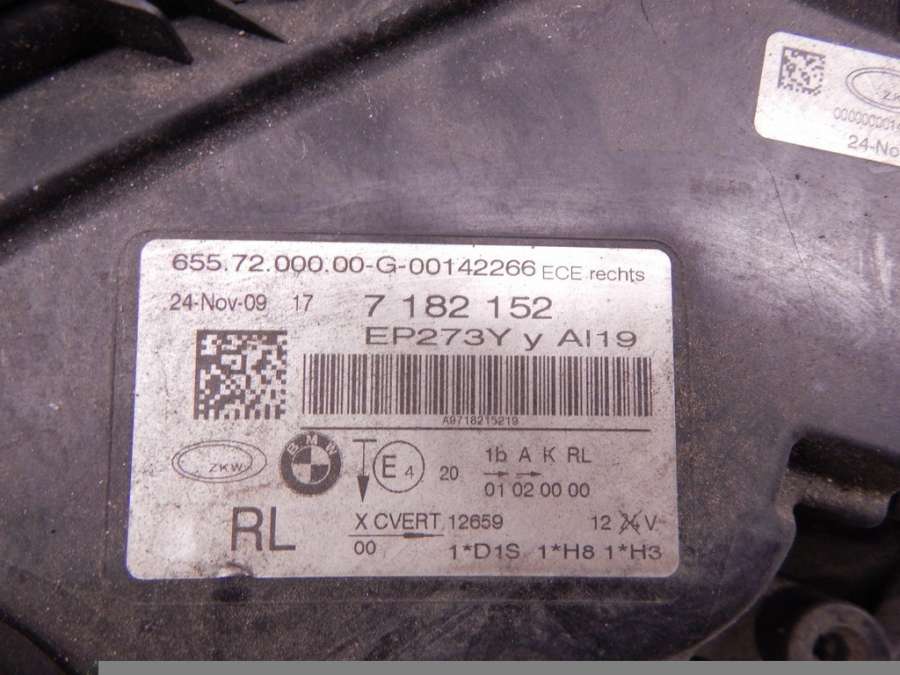 ZKW
24-No
655.72.000.00-G-00142266 ECE rechts
24-Nov-09 17 7 182 152
EP273Y y AI19
A9718215219
ZKW BMW E4 20 1b A K RL
01 02 00 00
RL X CVERT 12659 12 24 V
00 1*D1S 1*H8 1*H3